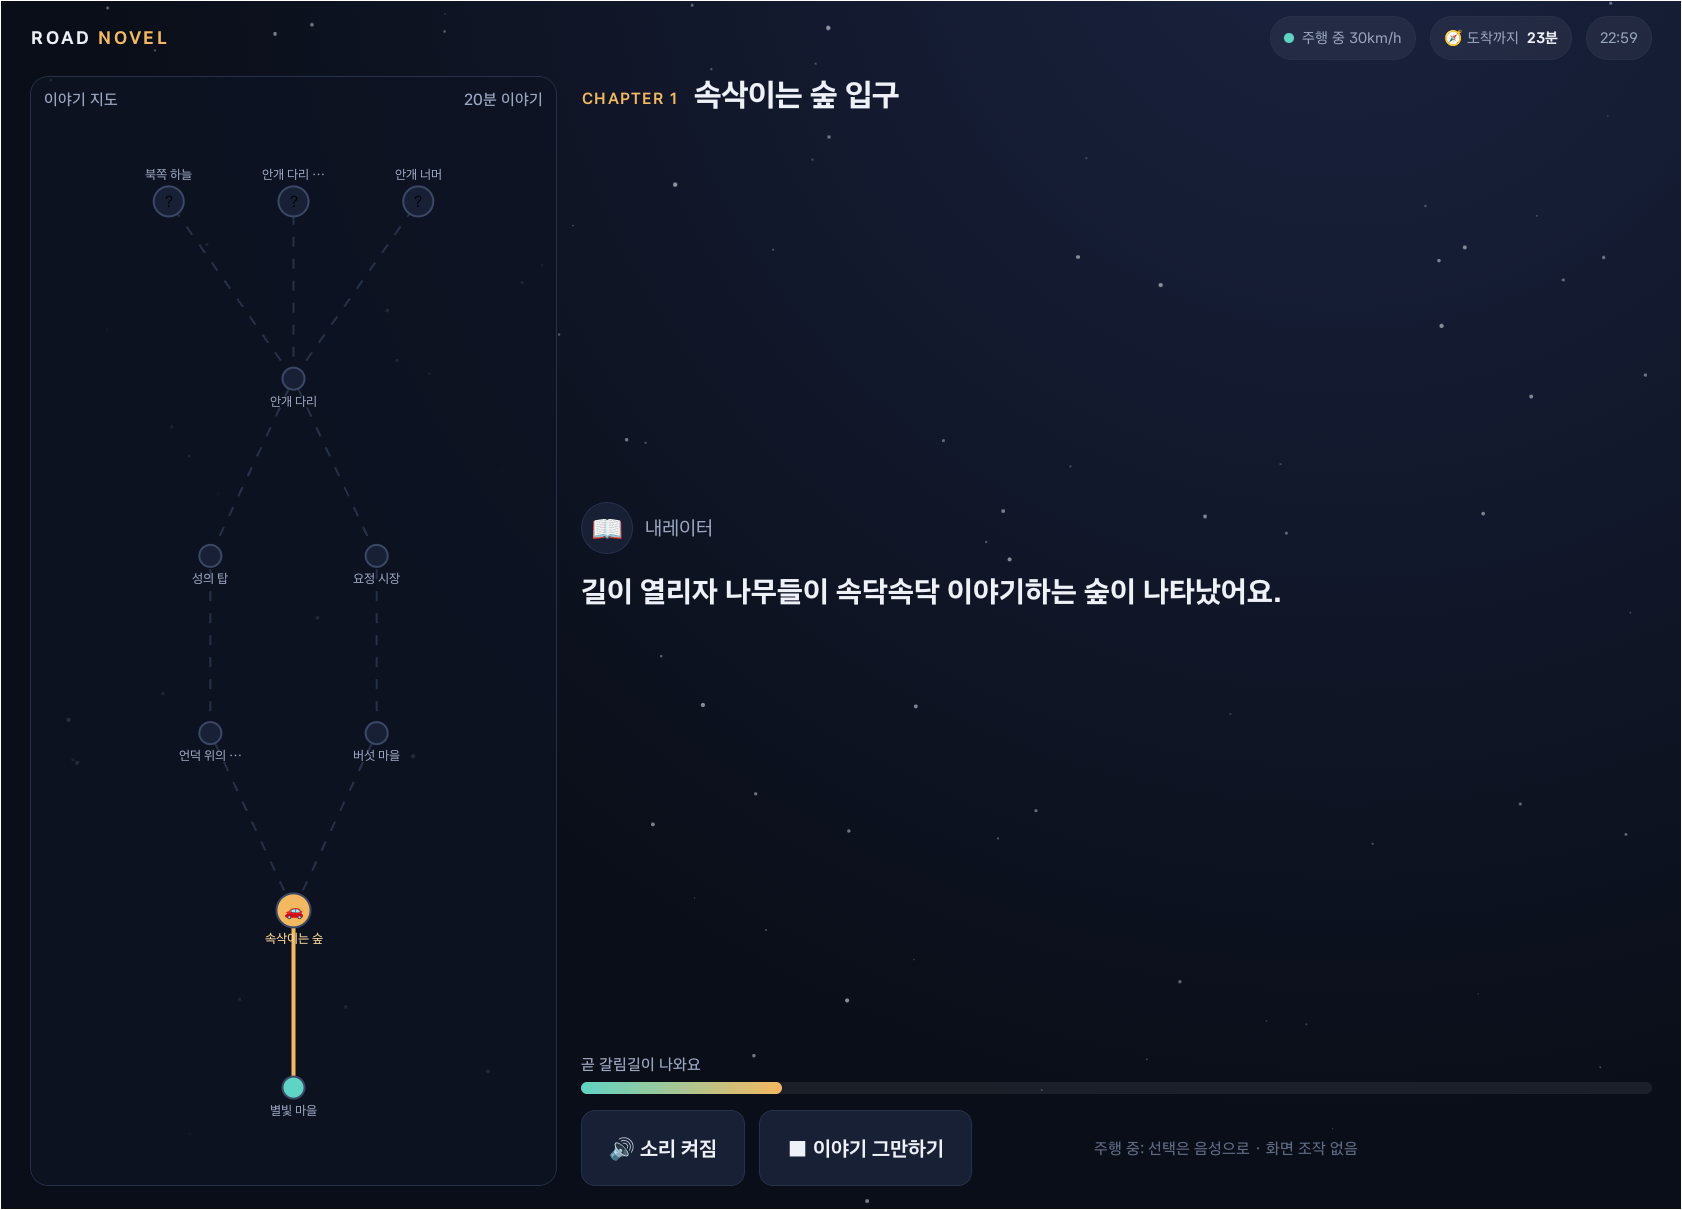 ROAD NOVEL
주행 중 30km/h
도착까지 23분
22:59
이야기 지도
20분 이야기
북쪽 하늘
안개 다리 ···
안개 너머
?
?
?
안개 다리
성의 탑
요정 시장
언덕 위의 ···
버섯 마을
속삭이는 숲
별빛 마을
CHAPTER 1 속삭이는 숲 입구
내레이터
길이 열리자 나무들이 속닥속닥 이야기하는 숲이 나타났어요.
곧 갈림길이 나와요
소리 켜짐
이야기 그만하기
주행 중: 선택은 음성으로 · 화면 조작 없음